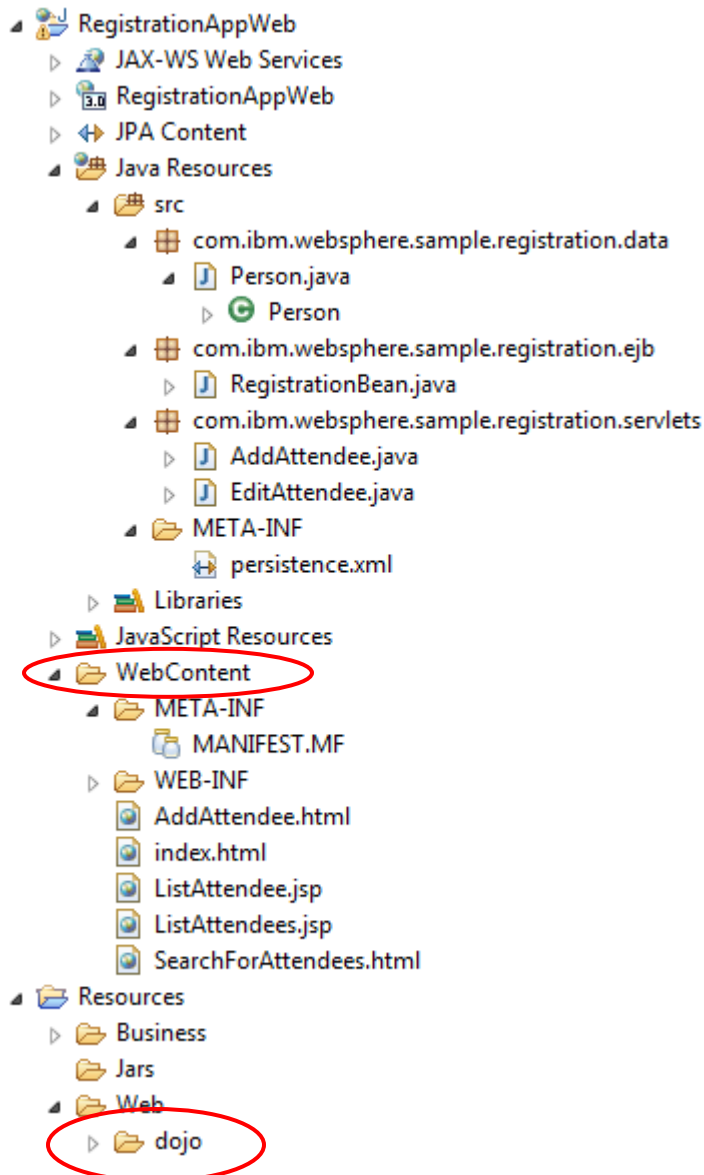 RegistrationAppWeb
JAX-WS Web Services
3.0 RegistrationAppWeb
JPA Content
Java Resources
src
com.ibm.websphere.sample.registration.data
J Person.java
C Person
com.ibm.websphere.sample.registration.ejb
J RegistrationBean.java
com.ibm.websphere.sample.registration.servlets
J AddAttendee.java
J EditAttendee.java
META-INF
persistence.xml
Libraries
JavaScript Resources
WebContent
META-INF
MANIFEST.MF
WEB-INF
AddAttendee.html
index.html
ListAttendee.jsp
ListAttendees.jsp
SearchForAttendees.html
Resources
Business
Jars
Web
dojo